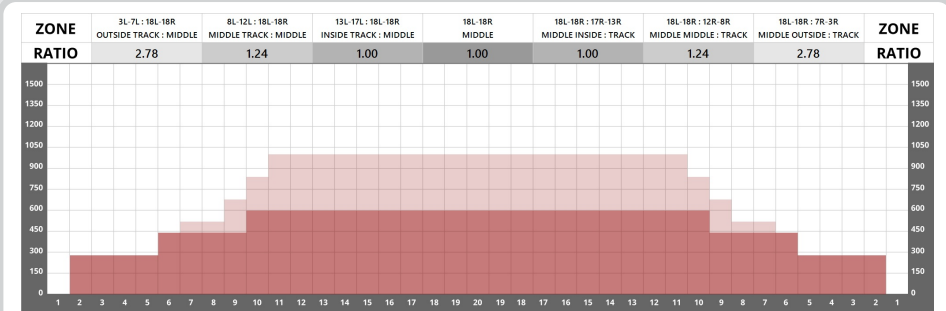 ZONE
3L-7L : 18L-18R
OUTSIDE TRACK : MIDDLE
8L-12L : 18L-18R
MIDDLE TRACK : MIDDLE
13L-17L : 18L-18R
INSIDE TRACK : MIDDLE
18L-18R
MIDDLE
18L-18R : 17R-13R
MIDDLE INSIDE : TRACK
18L-18R : 12R-8R
MIDDLE MIDDLE : TRACK
18L-18R : 7R-3R
MIDDLE OUTSIDE : TRACK
ZONE
RATIO 2.78 1.24 1.00 1.00 1.00 1.24 2.78 RATIO
1500 1500
1350 1350
1200 1200
1050 1050
900 900
750 750
600 600
450 450
300 300
150 150
0 0
1 2 3 4 5 6 7 8 9 10 11 12 13 14 15 16 17 18 19 20 19 18 17 16 15 14 13 12 11 10 9 8 7 6 5 4 3 2 1